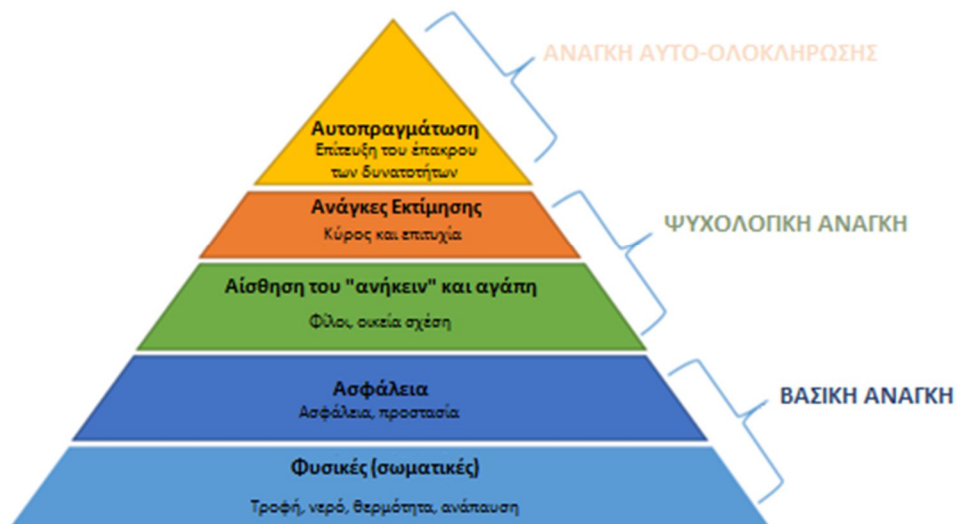 ΑΝΑΓΚΗ ΑΥΤΟ-ΟΛΟΚΛΗΡΩΣΗΣ
Αυτοπραγμάτωση
Επίτευξη του έπακρου
των δυνατοτήτων
Ανάγκες Εκτίμησης
Κύρος και επιτυχία
ΨΥΧΟΛΟΓΙΚΗ ΑΝΑΓΚΗ
Αίσθηση του "ανήκειν" και αγάπη
Φίλοι, οικεία σχέση
Ασφάλεια
Ασφάλεια, προστασία
ΒΑΣΙΚΗ ΑΝΑΓΚΗ
Φυσικές (σωματικές)
Τροφή, νερό, θερμότητα, ανάπαυση